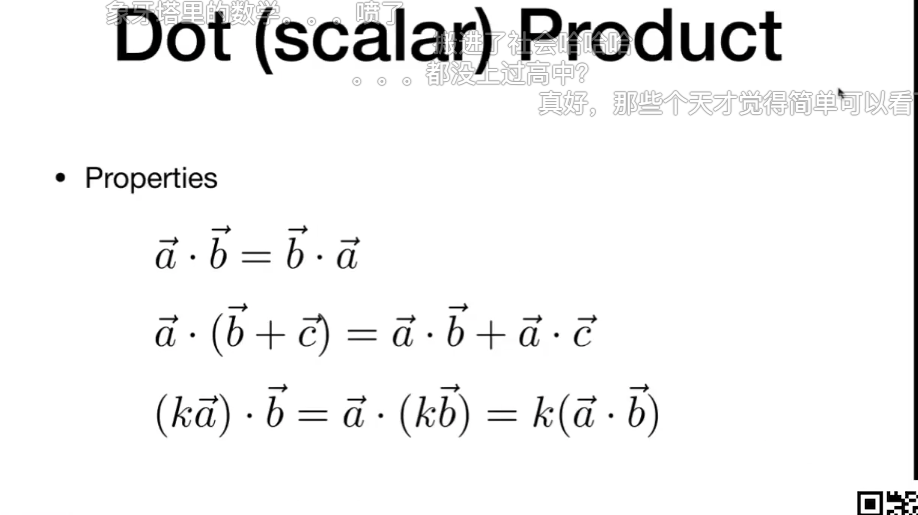 象牙塔里的数学。。。喷了
Dot (scalar) Product
搬进了社会哈哈哈
。。。都没上过高中?
真好，那些个天才觉得简单可以看
• Properties
\vec{a} \cdot \vec{b} = \vec{b} \cdot \vec{a}
\vec{a} \cdot (\vec{b} + \vec{c}) = \vec{a} \cdot \vec{b} + \vec{a} \cdot \vec{c}
(k\vec{a}) \cdot \vec{b} = \vec{a} \cdot (k\vec{b}) = k(\vec{a} \cdot \vec{b})